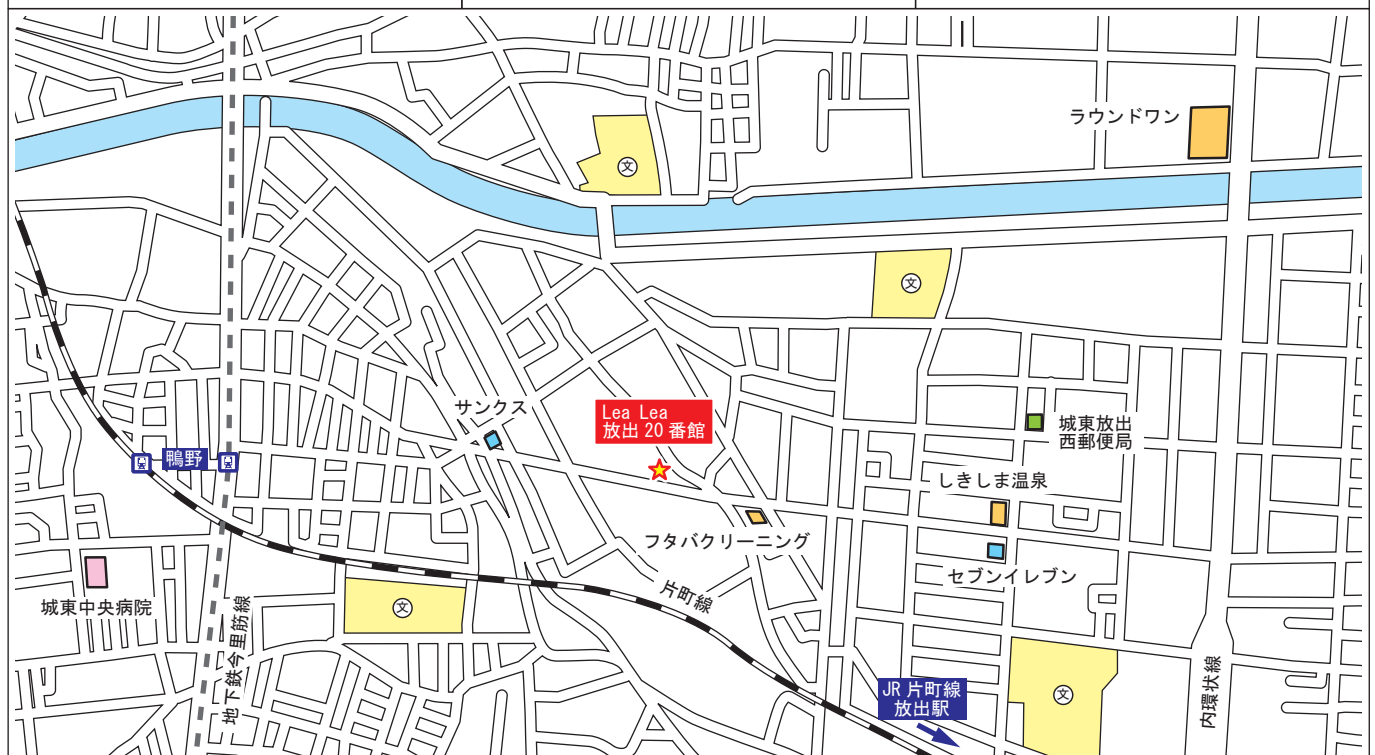 ラウンドワン
文
文
サンクス
Lea Lea
放出 20 番館
城東放出
西郵便局
鴨野
しきしま温泉
フタバクリーニング
セブンイレブン
片町線
城東中央病院
文
地下鉄今里筋線
文
内環状線
JR 片町線
放出駅